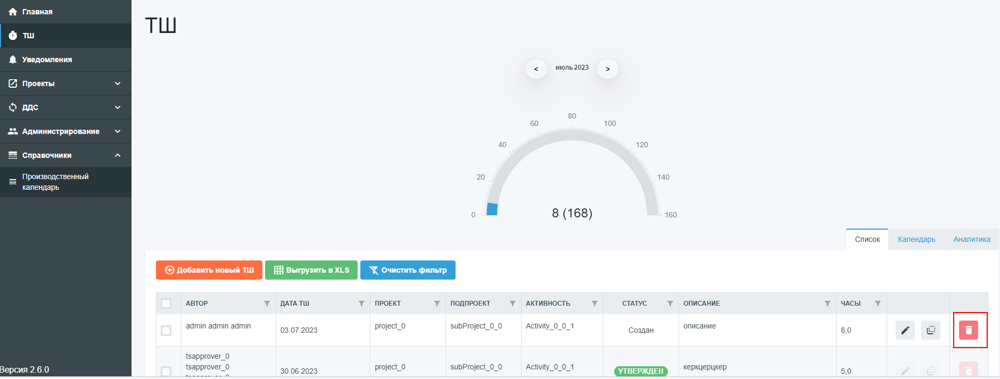 Главная
ТШ
Уведомления
Проекты
ДДС
Администрирование
Справочники
Производственный
календарь
Версия 2.6.0
ТШ
< июль 2023 >
0
20
40
60
80
100
120
140
160
8 (168)
Список Календарь Аналитика
Добавить новый ТШ Выгрузить в XLS Очистить фильтр
АВТОР ДАТА ТШ ПРОЕКТ ПОДПРОЕКТ АКТИВНОСТЬ СТАТУС ОПИСАНИЕ ЧАСЫ
admin admin admin 03.07.2023 project_0 subProject_0_0 Activity_0_0_1 Создан описание 8,0
tsapprover_0
tsapprover_0 30.06.2023 project_0 subProject_0_0 Activity_0_0_1 УТВЕРЖДЕН керкцерцкер 5,0